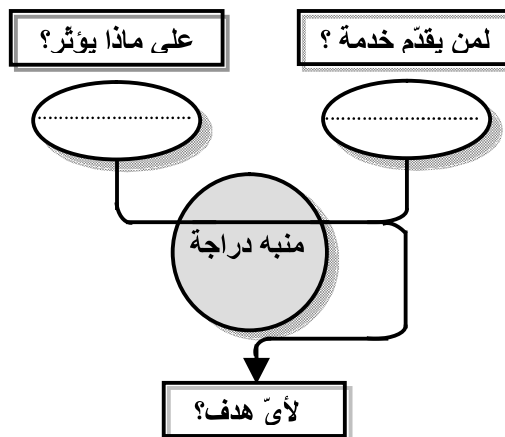 لمن يقدّم خدمة ؟
على ماذا يؤثّر؟
................................
................................
منبه دراجة
لأيّ هدف؟